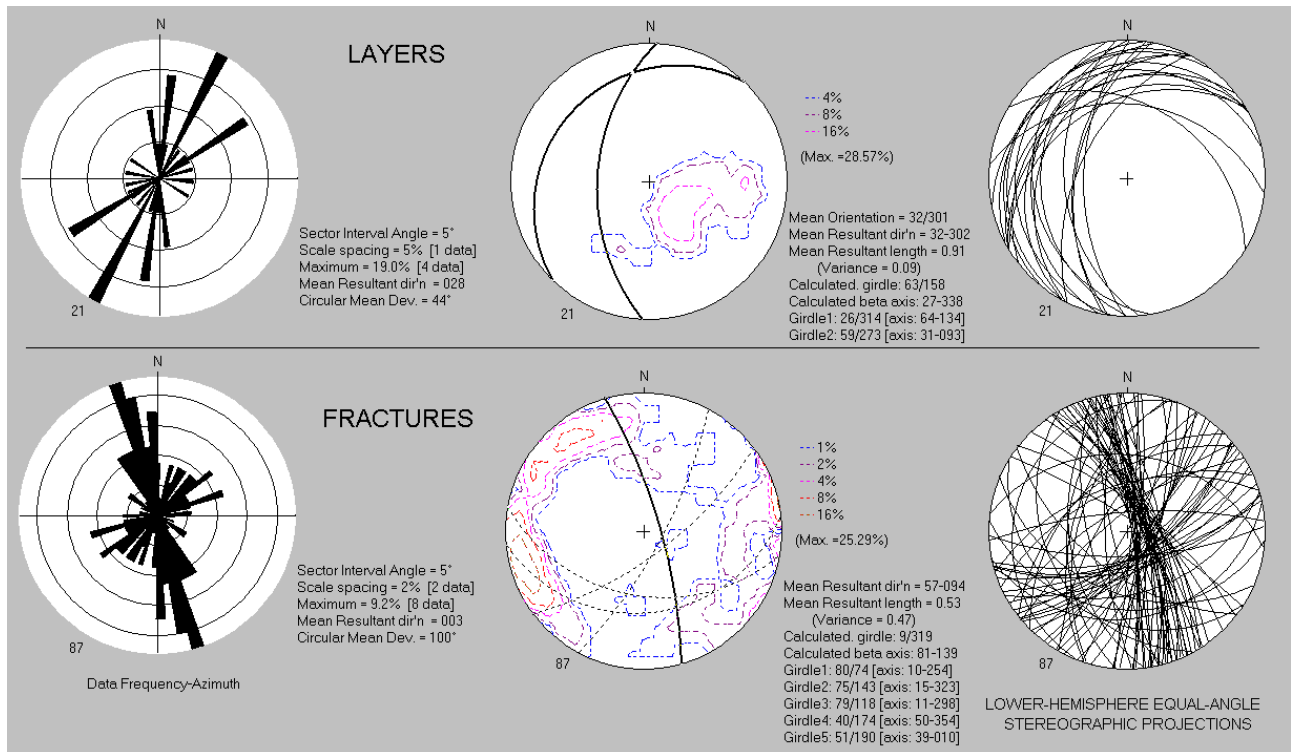 N
LAYERS
Sector Interval Angle = 5°
Scale spacing = 5% [1 data]
Maximum = 19.0% [4 data]
Mean Resultant dir'n = 028
Circular Mean Dev. = 44°
21
N
4%
8%
16%
(Max. =28.57%)
Mean Orientation = 32/301
Mean Resultant dir'n = 32-302
Mean Resultant length = 0.91
(Variance = 0.09)
Calculated. girdle: 63/158
Calculated beta axis: 27-338
Girdle1: 26/314 [axis: 64-134]
Girdle2: 59/273 [axis: 31-093]
21
N
21
N
FRACTURES
Sector Interval Angle = 5°
Scale spacing = 2% [2 data]
Maximum = 9.2% [8 data]
Mean Resultant dir'n = 003
Circular Mean Dev. = 100°
87
Data Frequency-Azimuth
N
1%
2%
4%
8%
16%
(Max. =25.29%)
Mean Resultant dir'n = 57-094
Mean Resultant length = 0.53
(Variance = 0.47)
Calculated. girdle: 9/319
Calculated beta axis: 81-139
Girdle1: 80/74 [axis: 10-254]
Girdle2: 75/143 [axis: 15-323]
Girdle3: 79/118 [axis: 11-298]
Girdle4: 40/174 [axis: 50-354]
Girdle5: 51/190 [axis: 39-010]
87
N
87
LOWER-HEMISPHERE EQUAL-ANGLE
STEREOGRAPHIC PROJECTIONS